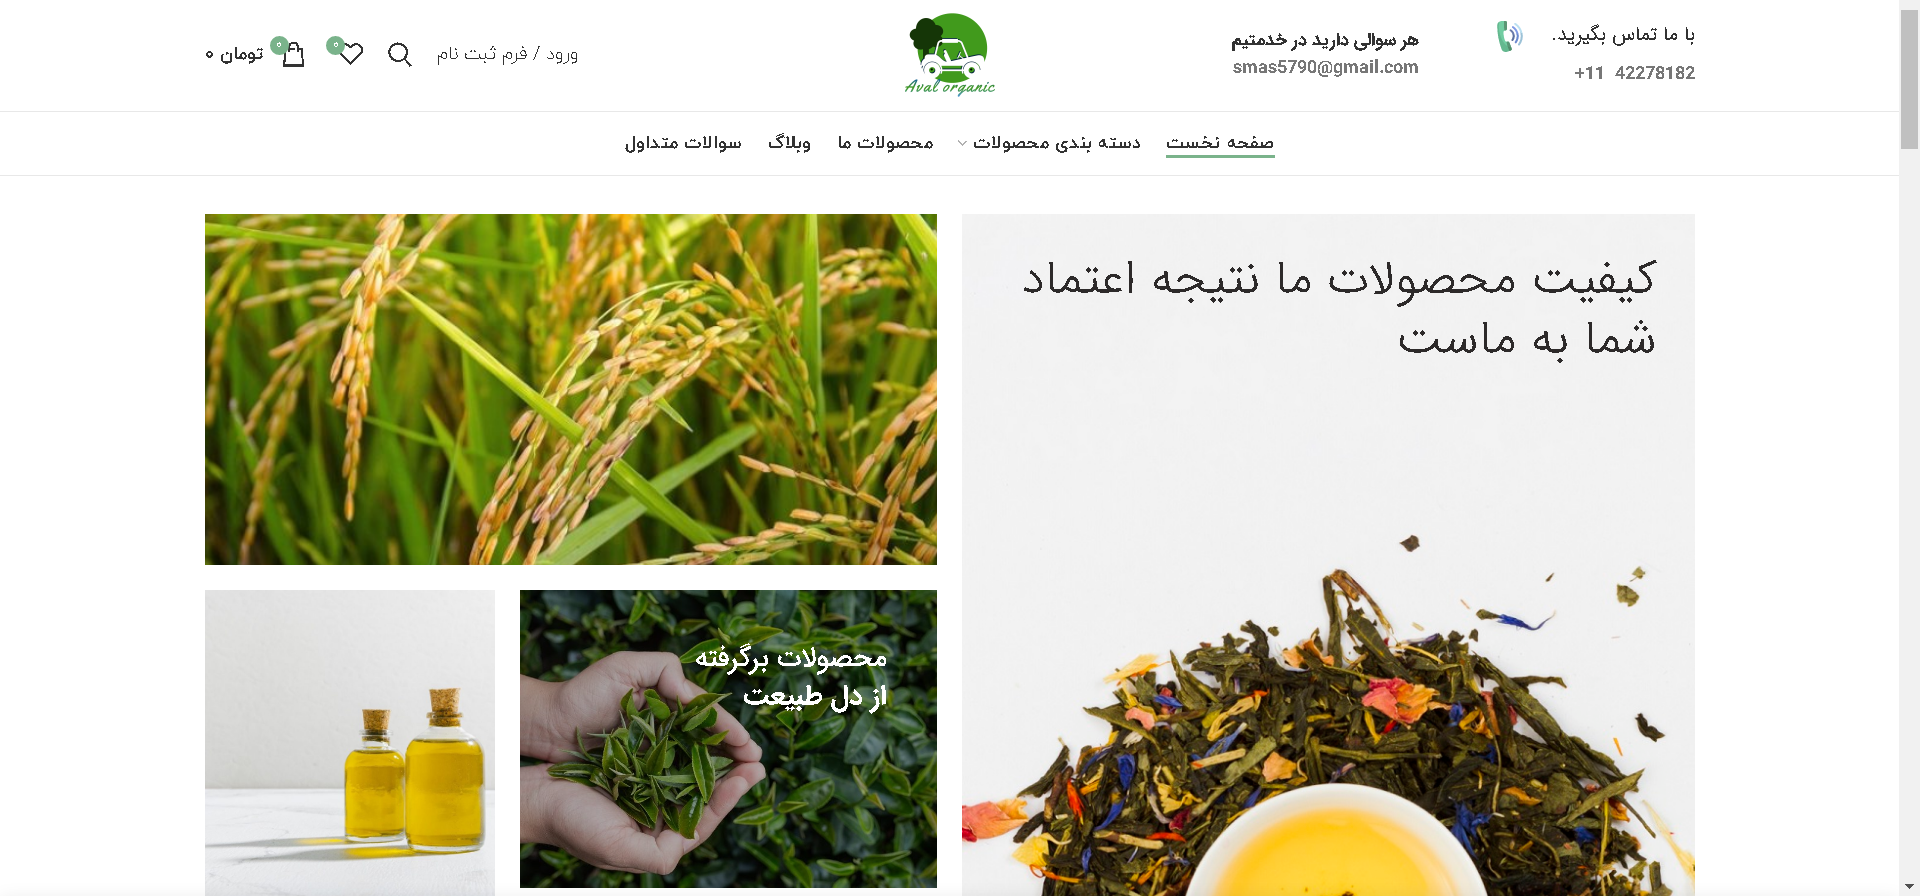 با ما تماس بگیرید.
+11 42278182
هر سوالی دارید در خدمتیم
smas5790@gmail.com
Aval organic
ورود / فرم ثبت نام
۰
۰
۰ تومان
صفحه نخست
دسته بندی محصولات
محصولات ما
وبلاگ
سوالات متداول
کیفیت محصولات ما نتیجه اعتماد
شما به ماست
محصولات برگرفته
از دل طبیعت